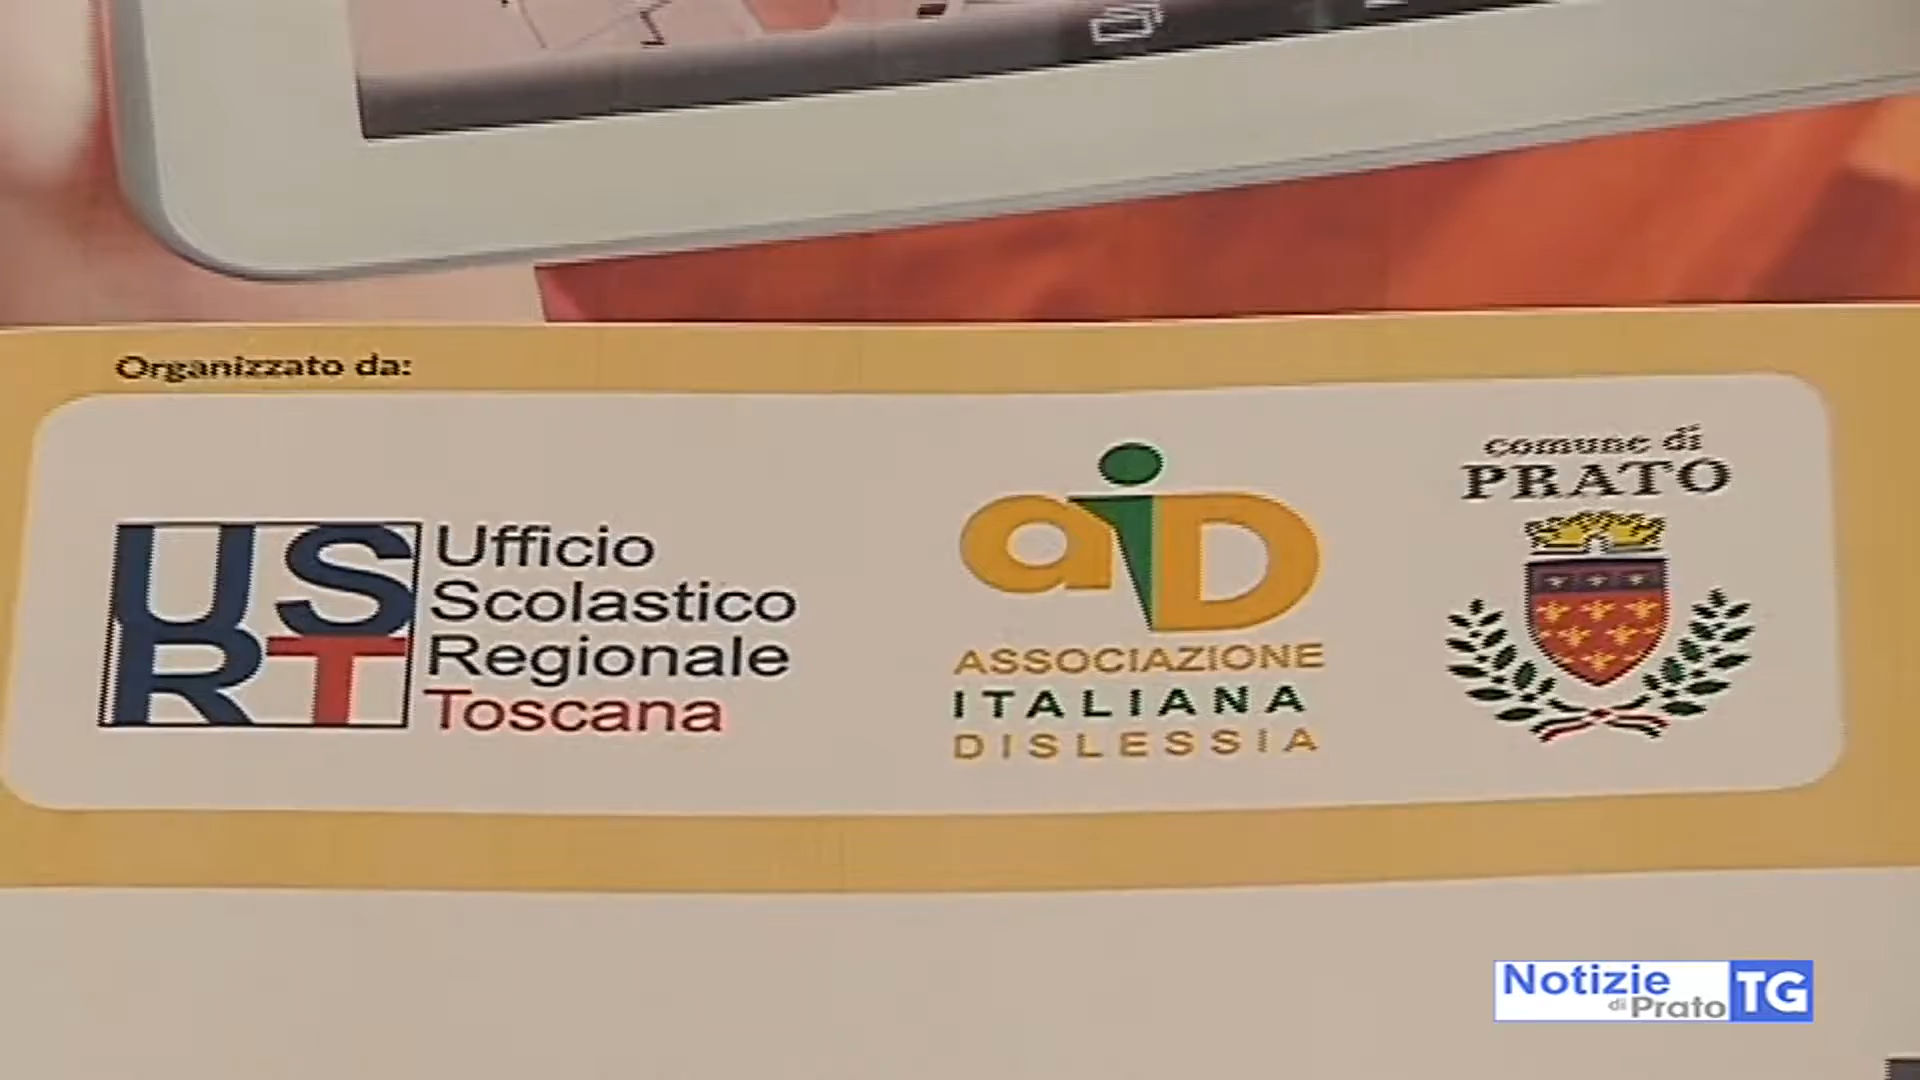 Organizzato da:
USRT
Ufficio
Scolastico
Regionale
Toscana
aiD
ASSOCIAZIONE
ITALIANA
DISLESSIA
comune di
PRATO
Notizie
di Prato
TG